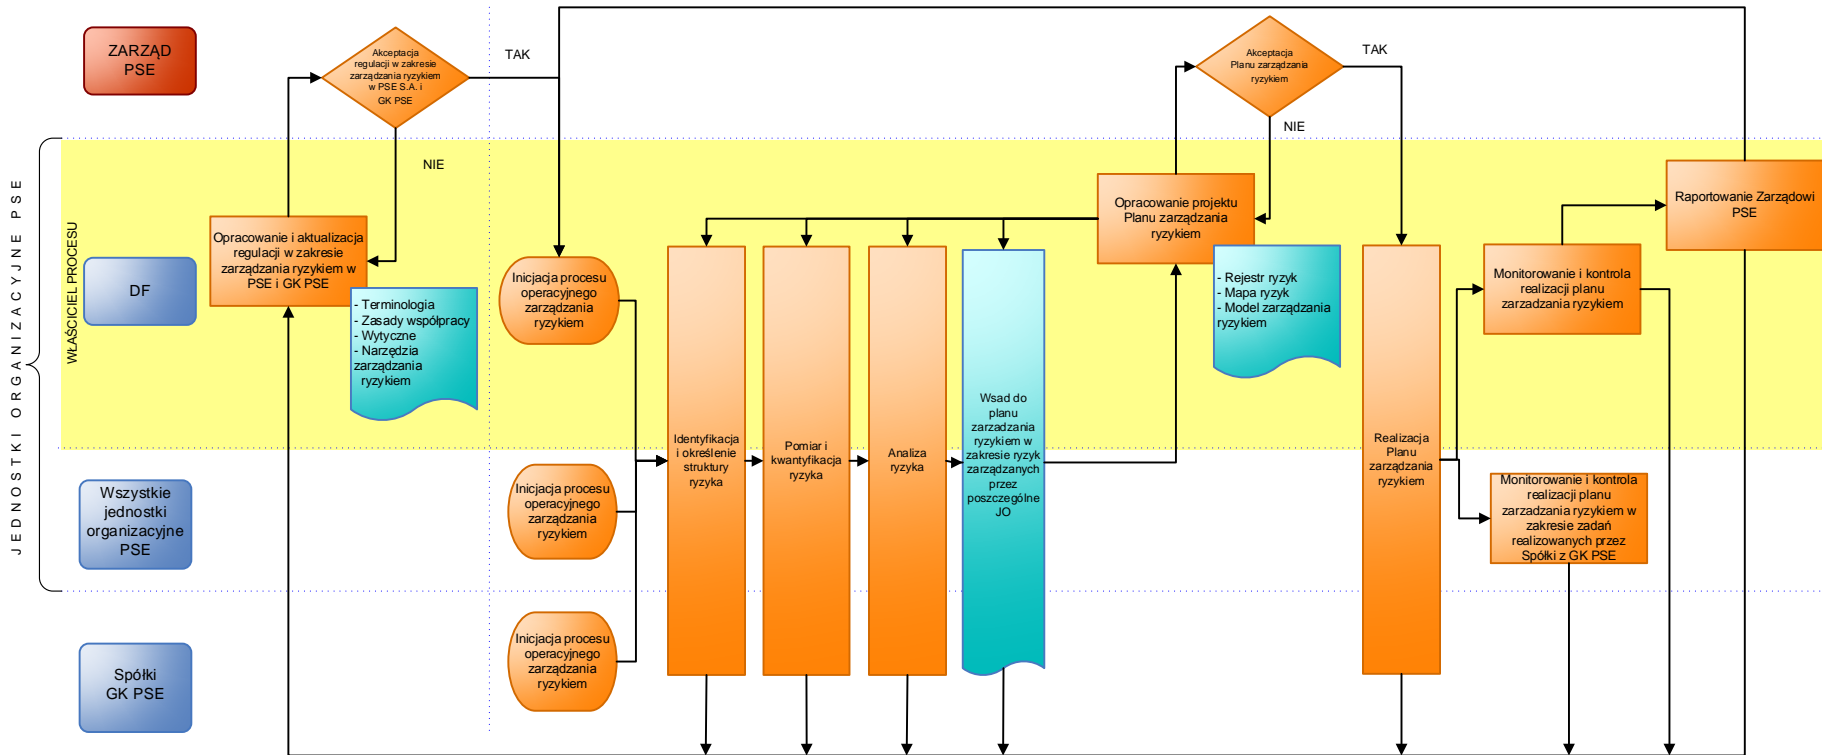 ZARZĄD
PSE
Akceptacja
regulacji w zakresie
zarządzania ryzykiem
w PSE S.A. i
GK PSE
TAK
NIE
Akceptacja
Planu zarządzania
ryzykiem
TAK
NIE
JEDNOSTKI ORGANIZACYJNE PSE
WŁAŚCICIEL PROCESU
DF
Opracowanie i aktualizacja
regulacji w zakresie
zarządzania ryzykiem w
PSE i GK PSE
- Terminologia
- Zasady współpracy
- Wytyczne
- Narzędzia
zarządzania
ryzykiem
Inicjacja procesu
operacyjnego
zarządzania
ryzykiem
Opracowanie projektu
Planu zarządzania
ryzykiem
- Rejestr ryzyk
- Mapa ryzyk
- Model zarządzania
ryzykiem
Monitorowanie i kontrola
realizacji planu
zarzadzania ryzykiem
Raportowanie Zarządowi
PSE
Wszystkie
jednostki
organizacyjne
PSE
Inicjacja procesu
operacyjnego
zarządzania
ryzykiem
Identyfikacja
i określenie
struktury
ryzyka
Pomiar i
kwantyfikacja
ryzyka
Analiza
ryzyka
Wsad do
planu
zarzadzania
ryzykiem w
zakresie ryzyk
zarządzanych
przez
poszczególne
JO
Realizacja
Planu
zarządzania
ryzykiem
Monitorowanie i kontrola
realizacji planu
zarzadzania ryzykiem w
zakresie zadań
realizowanych przez
Spółki z GK PSE
Spółki
GK PSE
Inicjacja procesu
operacyjnego
zarządzania
ryzykiem